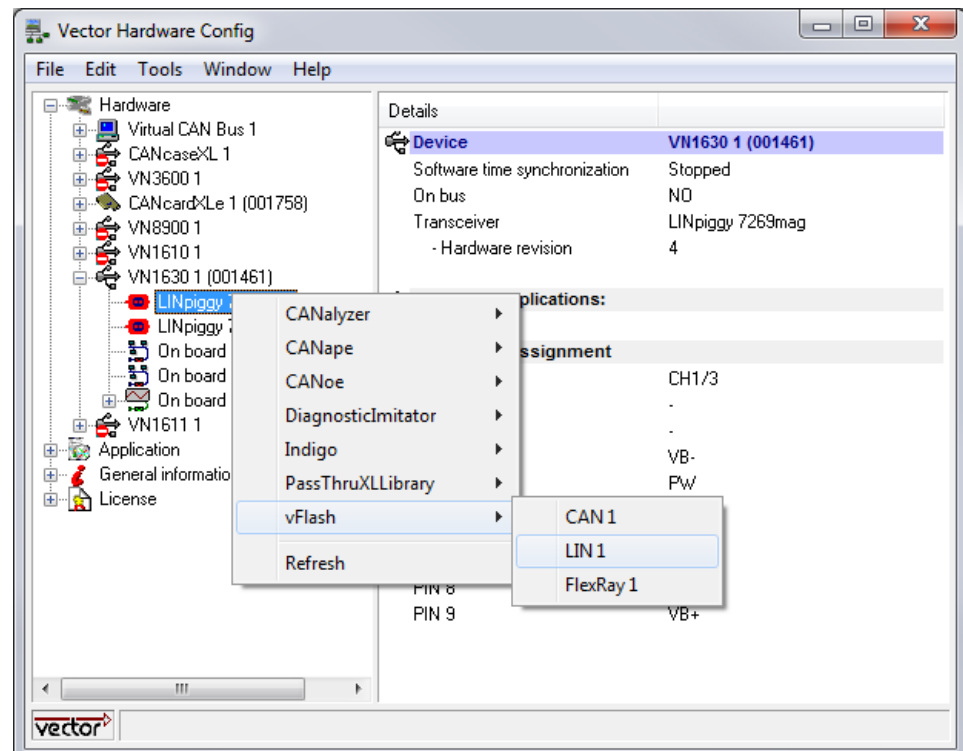 Vector Hardware Config
File Edit Tools Window Help
Hardware
Virtual CAN Bus 1
CANcaseXL 1
VN3600 1
CANcardXLe 1 (001758)
VN8900 1
VN1610 1
VN1630 1 (001461)
LINpiggy
LINpiggy
On board
On board
On board
VN1611 1
Application
General informatio
License
Details
Device VN1630 1 (001461)
Software time synchronization Stopped
On bus NO
Transceiver LINpiggy 7269mag
- Hardware revision 4
plications:
ssignment
CH1/3
-
-
VB-
PW
PIN 8
PIN 9 VB+
CANalyzer
CANape
CANoe
DiagnosticImitator
Indigo
PassThruXLLibrary
vFlash
Refresh
CAN 1
LIN 1
FlexRay 1
vector